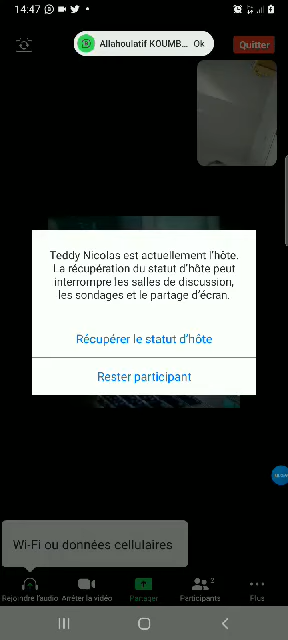 14:47
Allahoulatif KOUMB... Ok
Quitter
Teddy Nicolas est actuellement l'hôte.
La récupération du statut d'hôte peut
interrompre les salles de discussion,
les sondages et le partage d'écran.
Récupérer le statut d'hôte
Rester participant
Wi-Fi ou données cellulaires
2
Rejoindre l'audio Arrêter la vidéo Partager Participants Plus